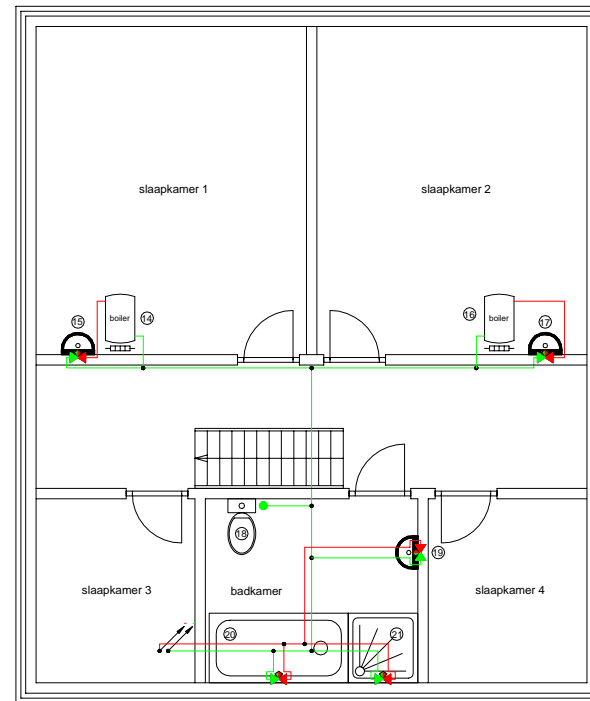 slaapkamer 1
slaapkamer 2
15
boiler
14
16
boiler
17
18
19
slaapkamer 3
badkamer
slaapkamer 4
20
21